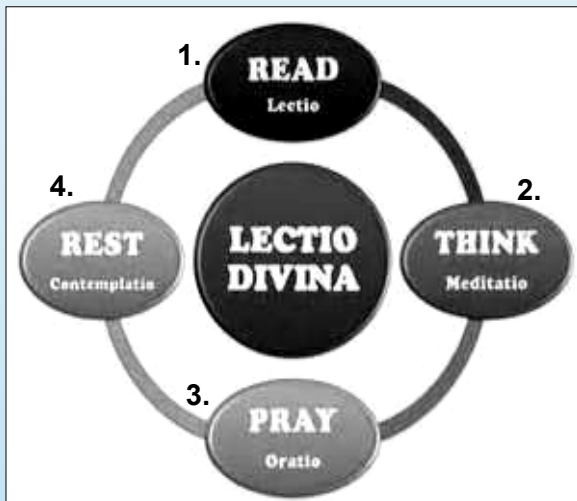 1.
READ
Lectio
2.
THINK
Meditatio
3.
PRAY
Oratio
4.
REST
Contemplatio
LECTIO
DIVINA